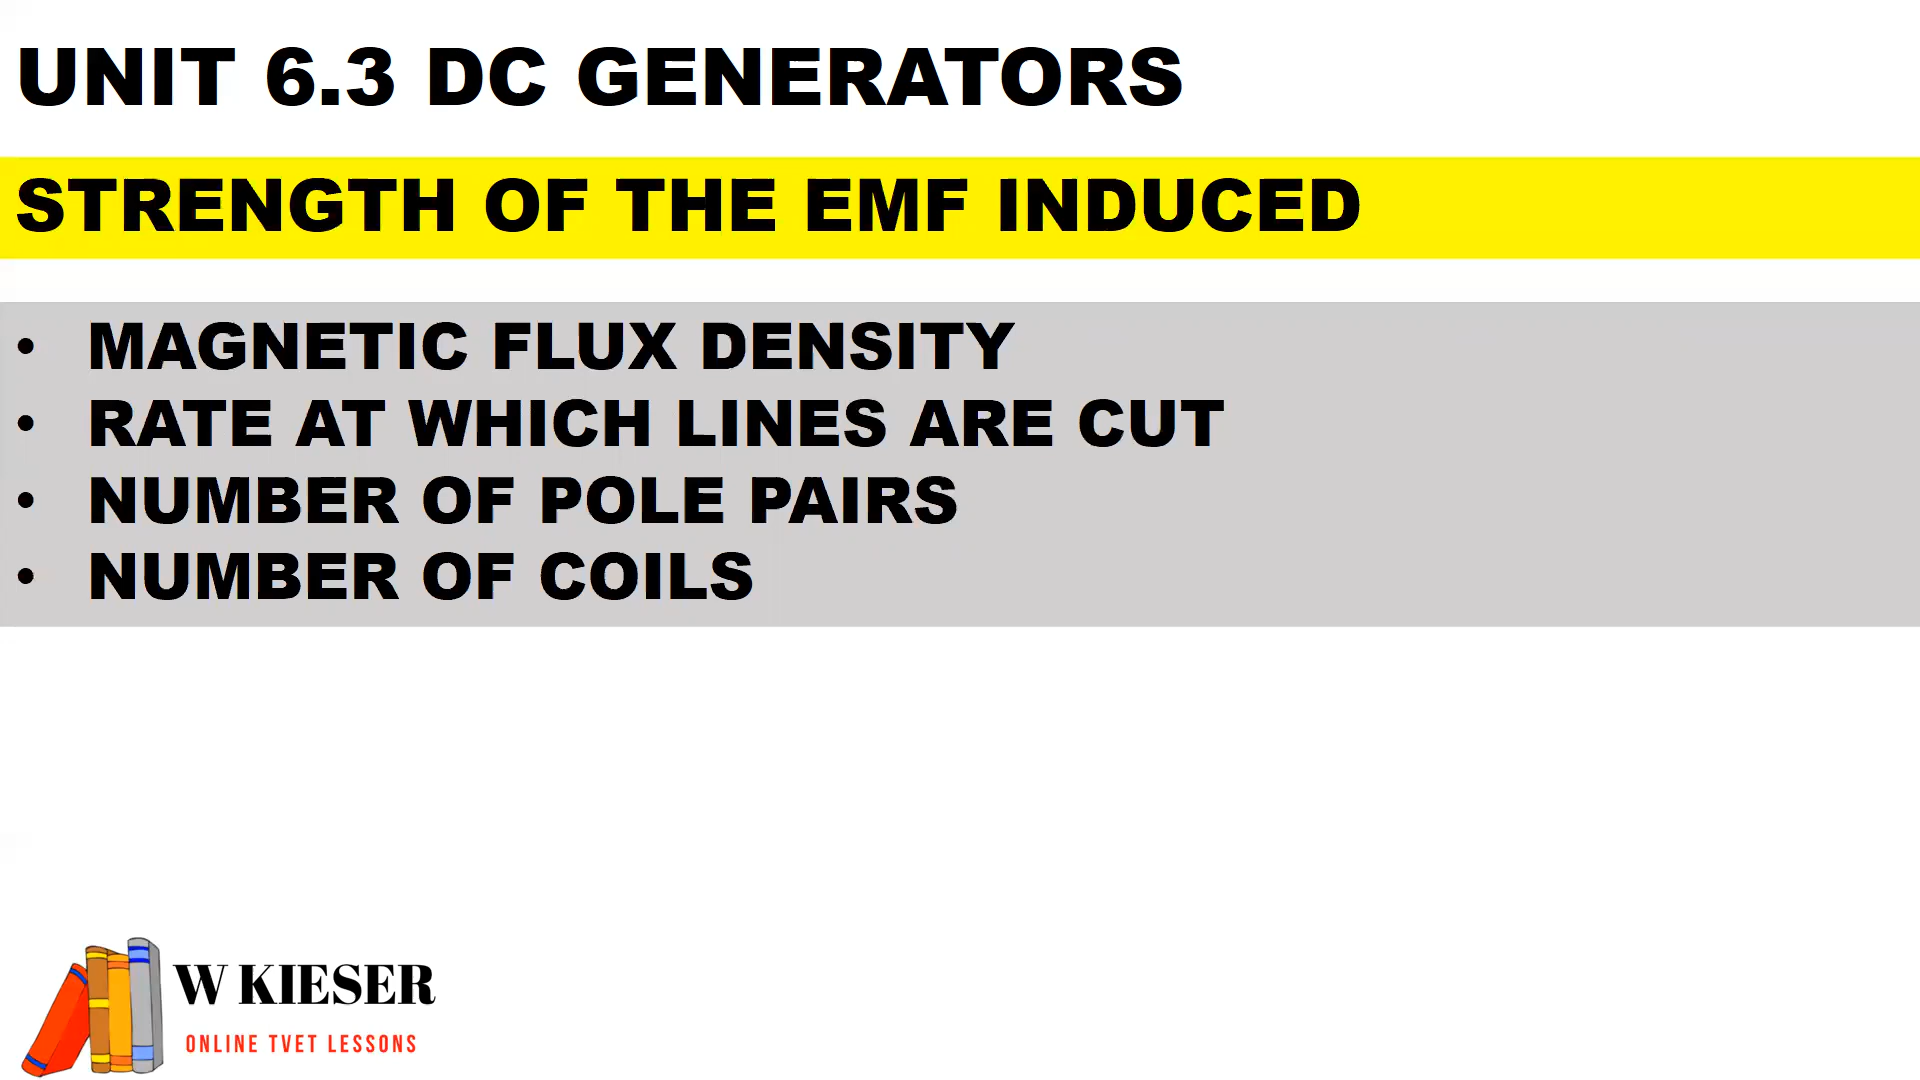 UNIT 6.3 DC GENERATORS
STRENGTH OF THE EMF INDUCED
• MAGNETIC FLUX DENSITY
• RATE AT WHICH LINES ARE CUT
• NUMBER OF POLE PAIRS
• NUMBER OF COILS
W KIESER
ONLINE TVET LESSONS